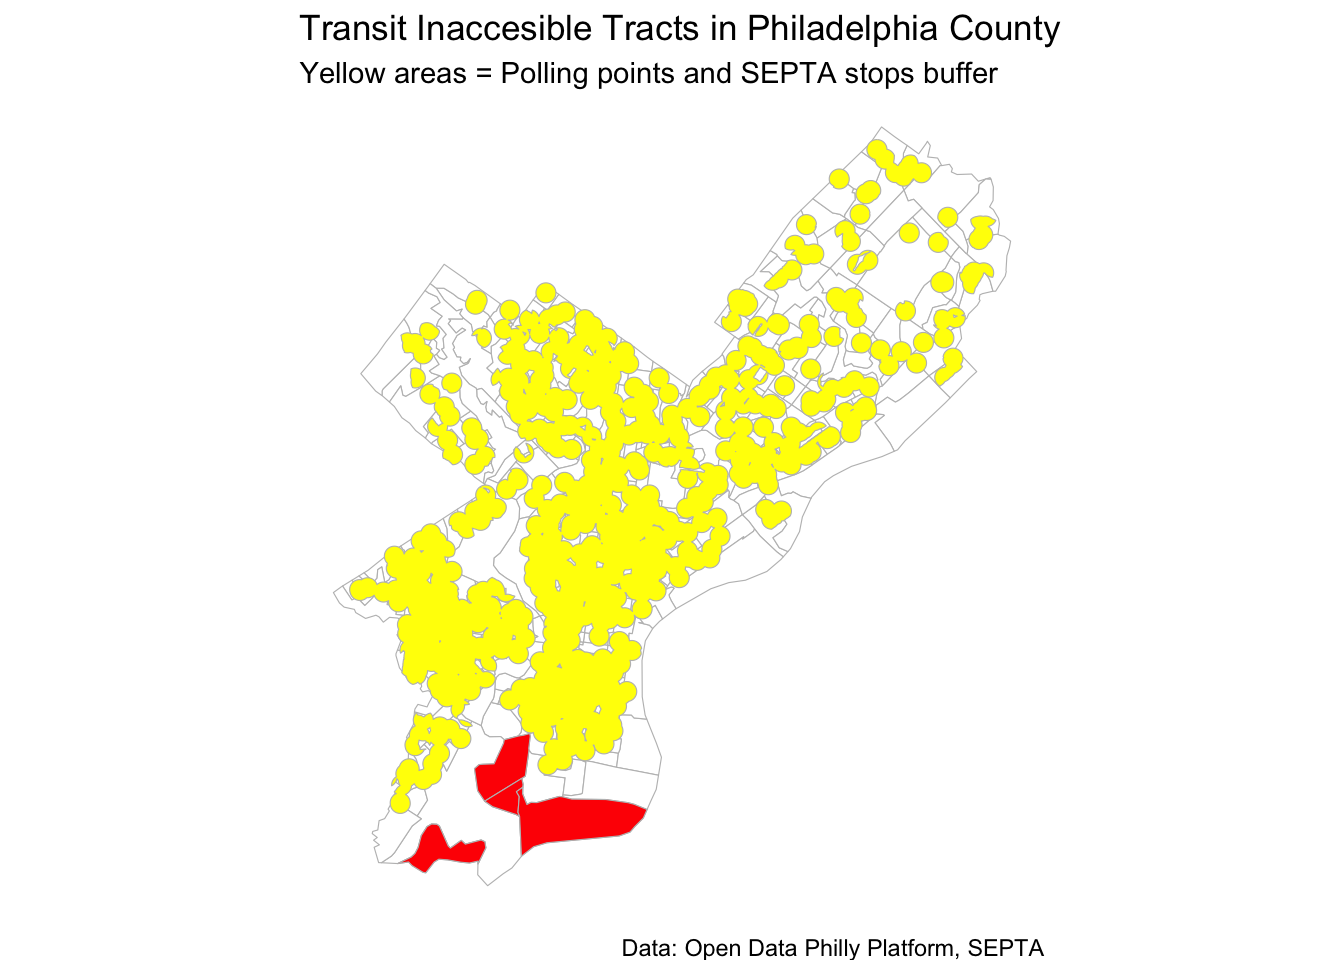 Transit Inaccesible Tracts in Philadelphia County
Yellow areas = Polling points and SEPTA stops buffer
Data: Open Data Philly Platform, SEPTA